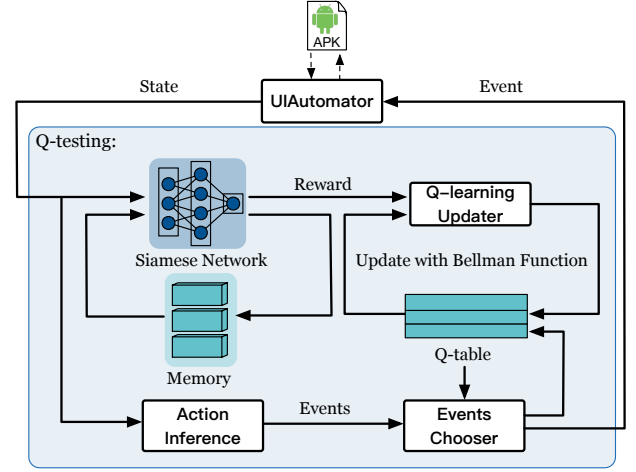 APK
State
UIAutomator
Event
Q-testing:
Reward
Q-learning
Updater
Siamese Network
Update with Bellman Function
Memory
Q-table
Action
Inference
Events
Events
Chooser